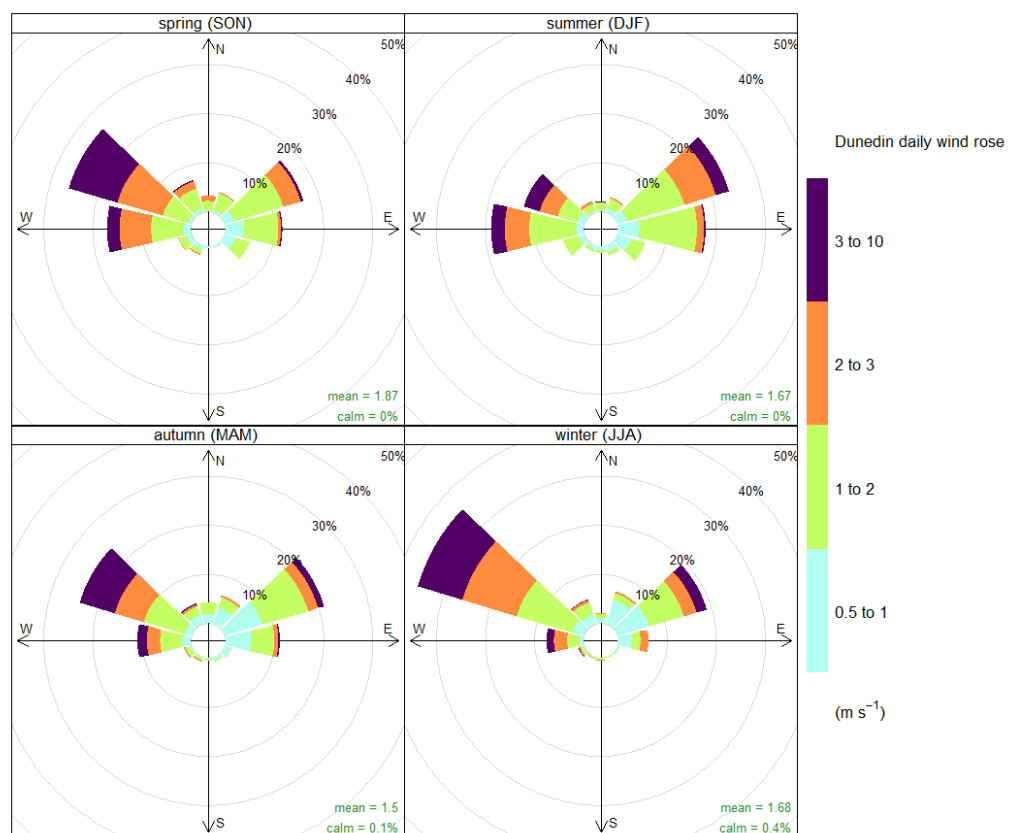 spring (SON)
50%
40%
30%
20%
10%
N
W
E
S
mean = 1.87
calm = 0%
summer (DJF)
50%
40%
30%
20%
10%
N
W
E
S
mean = 1.67
calm = 0%
autumn (MAM)
50%
40%
30%
20%
10%
N
W
E
S
mean = 1.5
calm = 0.1%
winter (JJA)
50%
40%
30%
20%
10%
N
W
E
S
mean = 1.68
calm = 0.4%
Dunedin daily wind rose
3 to 10
2 to 3
1 to 2
0.5 to 1
(m s⁻¹)